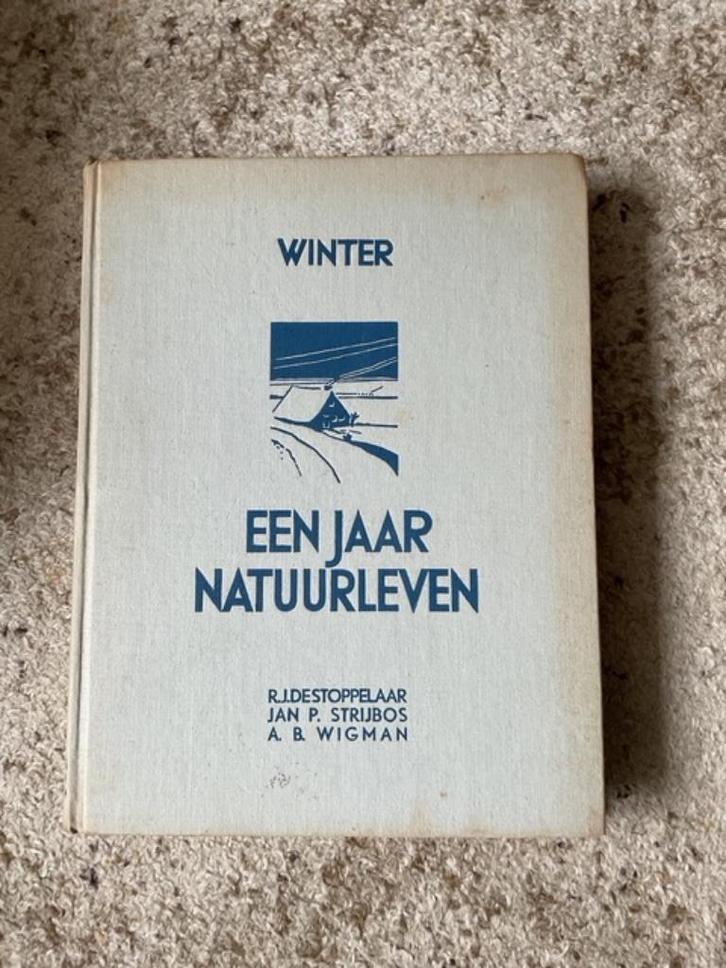 WINTER
EEN JAAR
NATUURLEVEN
R.J.DESTOPPELAAR
JAN P. STRIJBOS
A. B. WIGMAN